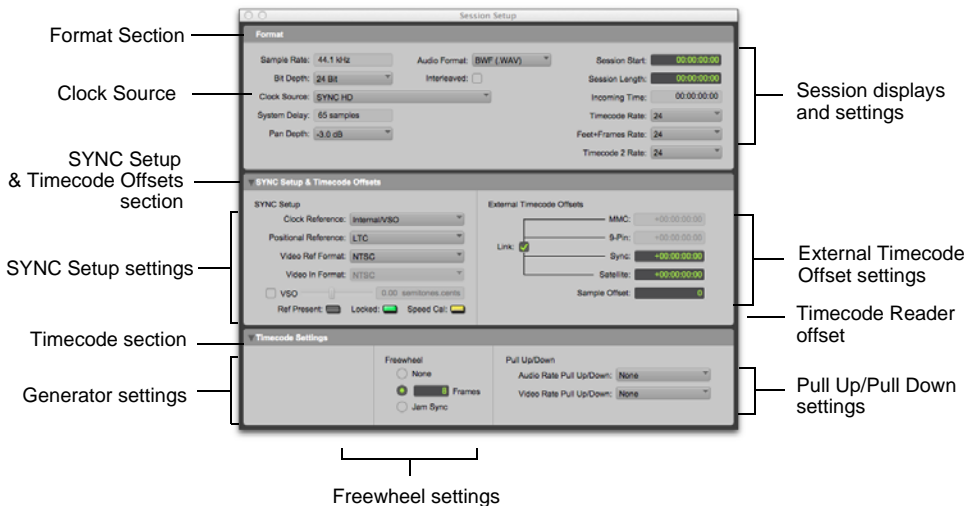 Session Setup
Format Section
Format
Sample Rate: 44.1 kHz
Audio Format: BWF (.WAV)
Session Start: 00:00:00:00
Bit Depth: 24 Bit
Interleaved:
Session Length: 00:00:00:00
Clock Source
Clock Source: SYNC HD
Incoming Time: 00:00:00:00
Session displays
and settings
System Delay: 65 samples
Timecode Rate: 24
Pan Depth: -3.0 dB
Feet+Frames Rate: 24
Timecode 2 Rate: 24
SYNC Setup
& Timecode Offsets
section
SYNC Setup & Timecode Offsets
SYNC Setup
External Timecode Offsets
Clock Reference: Internal/VSO
MMC: +00:00:00:00
Positional Reference: LTC
9-Pin: +00:00:00:00
Link:
SYNC Setup settings
Video Ref Format: NTSC
Sync: +00:00:00:00
External Timecode
Offset settings
Video In Format: NTSC
Satellite: +00:00:00:00
VSO 0.00 semitones.cents
Sample Offset: 0
Ref Present: Locked: Speed Cal:
Timecode Reader
offset
Timecode section
Timecode Settings
Generator settings
Freewheel
None
8 Frames
Jam Sync
Pull Up/Down
Audio Rate Pull Up/Down: None
Video Rate Pull Up/Down: None
Pull Up/Pull Down
settings
Freewheel settings